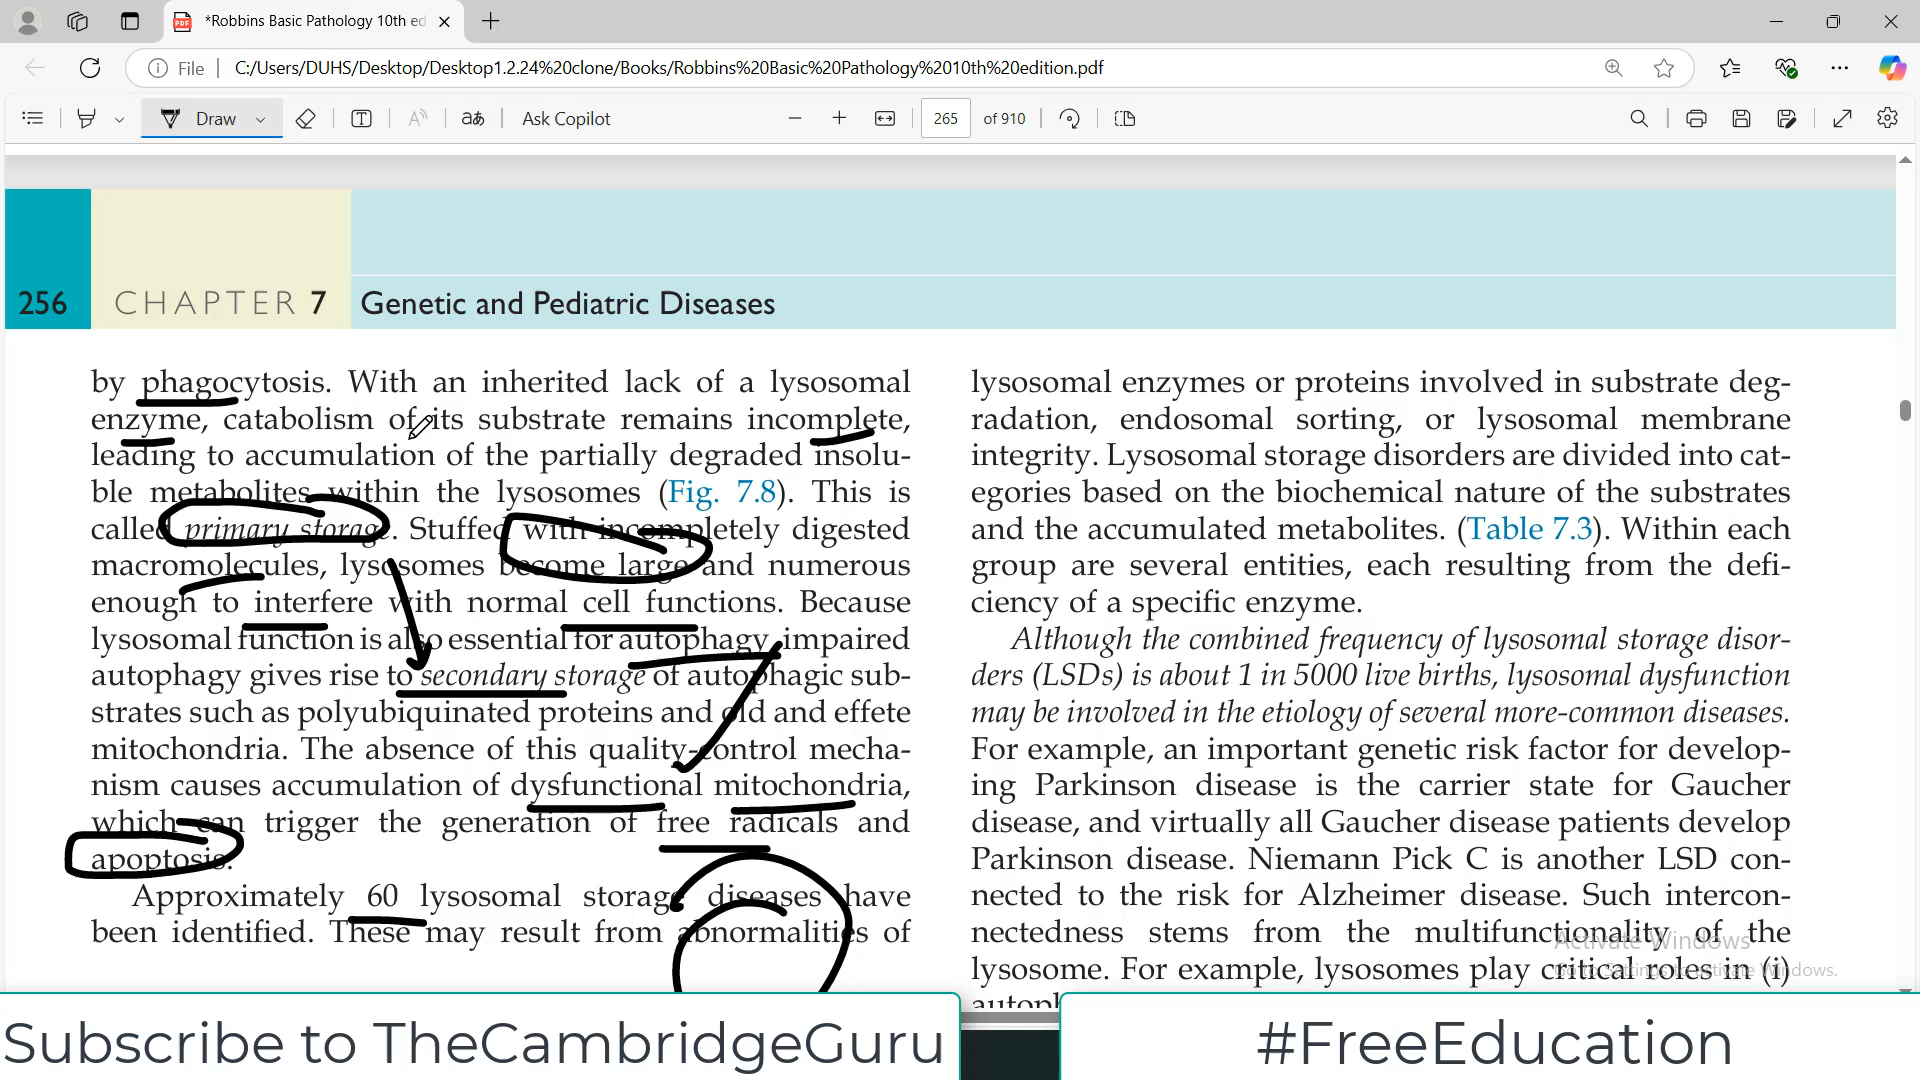 *Robbins Basic Pathology 10th ed
File
C:/Users/DUHS/Desktop/Desktop1.2.24%20clone/Books/Robbins%20Basic%20Pathology%2010th%20edition.pdf
Draw
Ask Copilot
265 of 910
256 CHAPTER 7 Genetic and Pediatric Diseases
by phagocytosis. With an inherited lack of a lysosomal
enzyme, catabolism of its substrate remains incomplete,
leading to accumulation of the partially degraded insolu-
ble metabolites within the lysosomes (Fig. 7.8). This is
called primary storage. Stuffed with incompletely digested
macromolecules, lysosomes become large and numerous
enough to interfere with normal cell functions. Because
lysosomal function is also essential for autophagy, impaired
autophagy gives rise to secondary storage of autophagic sub-
strates such as polyubiquinated proteins and old and effete
mitochondria. The absence of this quality-control mecha-
nism causes accumulation of dysfunctional mitochondria,
which can trigger the generation of free radicals and
apoptosis.
Approximately 60 lysosomal storage diseases have
been identified. These may result from abnormalities of
lysosomal enzymes or proteins involved in substrate deg-
radation, endosomal sorting, or lysosomal membrane
integrity. Lysosomal storage disorders are divided into cat-
egories based on the biochemical nature of the substrates
and the accumulated metabolites. (Table 7.3). Within each
group are several entities, each resulting from the defi-
ciency of a specific enzyme.
Although the combined frequency of lysosomal storage disor-
ders (LSDs) is about 1 in 5000 live births, lysosomal dysfunction
may be involved in the etiology of several more-common diseases.
For example, an important genetic risk factor for develop-
ing Parkinson disease is the carrier state for Gaucher
disease, and virtually all Gaucher disease patients develop
Parkinson disease. Niemann Pick C is another LSD con-
nected to the risk for Alzheimer disease. Such intercon-
nectedness stems from the multifunctionality of the
lysosome. For example, lysosomes play critical roles in (i)
Activate Windows
Go to Settings to activate Windows.
Subscribe to TheCambridgeGuru
#FreeEducation